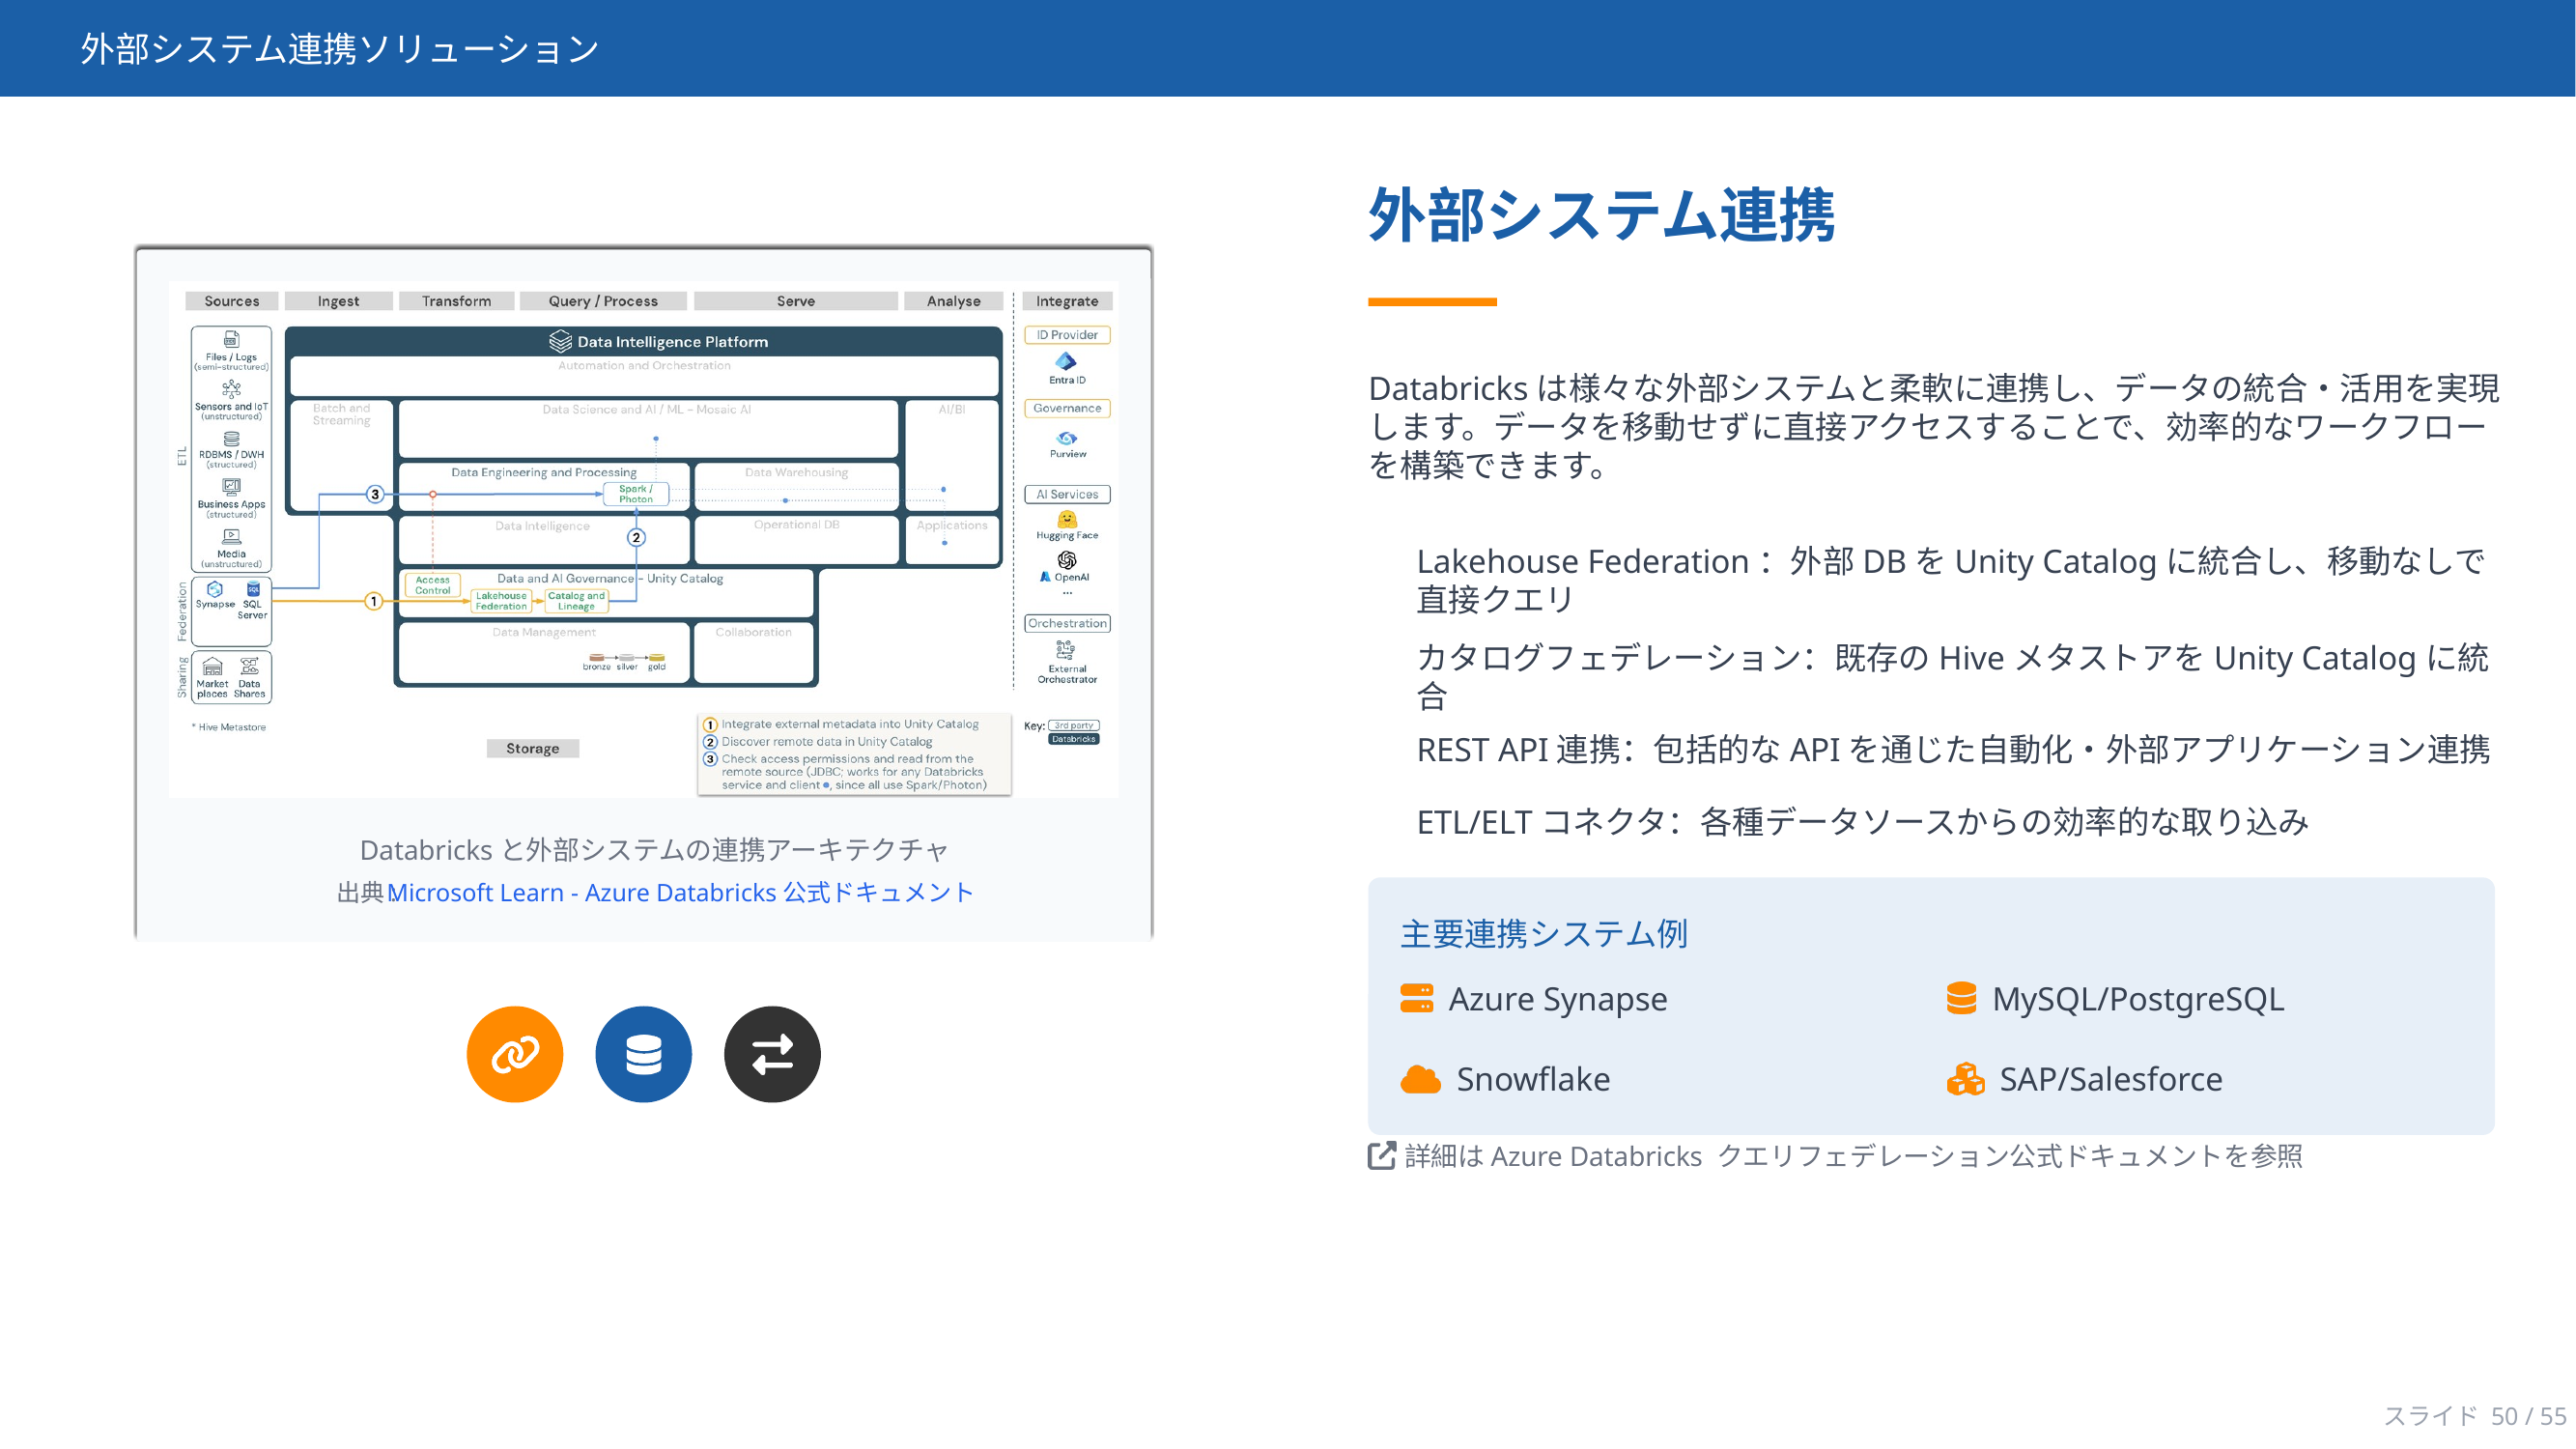 外部システム連携ソリューション
Sources
Ingest
Transform
Query / Process
Serve
Analyse
Integrate
ETL
Files / Logs
(semi-structured)
Sensors and IoT
(unstructured)
RDBMS / DWH
(structured)
Business Apps
(structured)
Media
(unstructured)
Federation
Synapse
SQL
Server
Sharing
Market
places
Data
Shares
* Hive Metastore
Data Intelligence Platform
Automation and Orchestration
Batch and
Streaming
Data Science and AI / ML - Mosaic AI
AI/BI
Data Engineering and Processing
Data Warehousing
3
Spark /
Photon
Data Intelligence
2
Operational DB
Applications
Data and AI Governance - Unity Catalog
Access
Control
1
Lakehouse
Federation
Catalog and
Lineage
Data Management
Collaboration
bronze
silver
gold
Storage
1 Integrate external metadata into Unity Catalog
2 Discover remote data in Unity Catalog
3 Check access permissions and read from the
remote source (JDBC; works for any Databricks
service and client ●, since all use Spark/Photon)
ID Provider
Entra ID
Governance
Purview
AI Services
Hugging Face
OpenAI
...
Orchestration
External
Orchestrator
Key: 3rd party
Databricks
Databricks と外部システムの連携アーキテクチャ
出典:Microsoft Learn - Azure Databricks 公式ドキュメント
外部システム連携
Databricks は様々な外部システムと柔軟に連携し、データの統合・活用を実現
します。データを移動せずに直接アクセスすることで、効率的なワークフロー
を構築できます。
Lakehouse Federation： 外部 DB を Unity Catalog に統合し、移動なしで
直接クエリ
カタログフェデレーション： 既存の Hive メタストアを Unity Catalog に統
合
REST API 連携： 包括的な API を通じた自動化・外部アプリケーション連携
ETL/ELT コネクタ： 各種データソースからの効率的な取り込み
主要連携システム例
Azure Synapse
MySQL/PostgreSQL
Snowflake
SAP/Salesforce
詳細は Azure Databricks クエリフェデレーション公式ドキュメントを参照
スライド 50 / 55